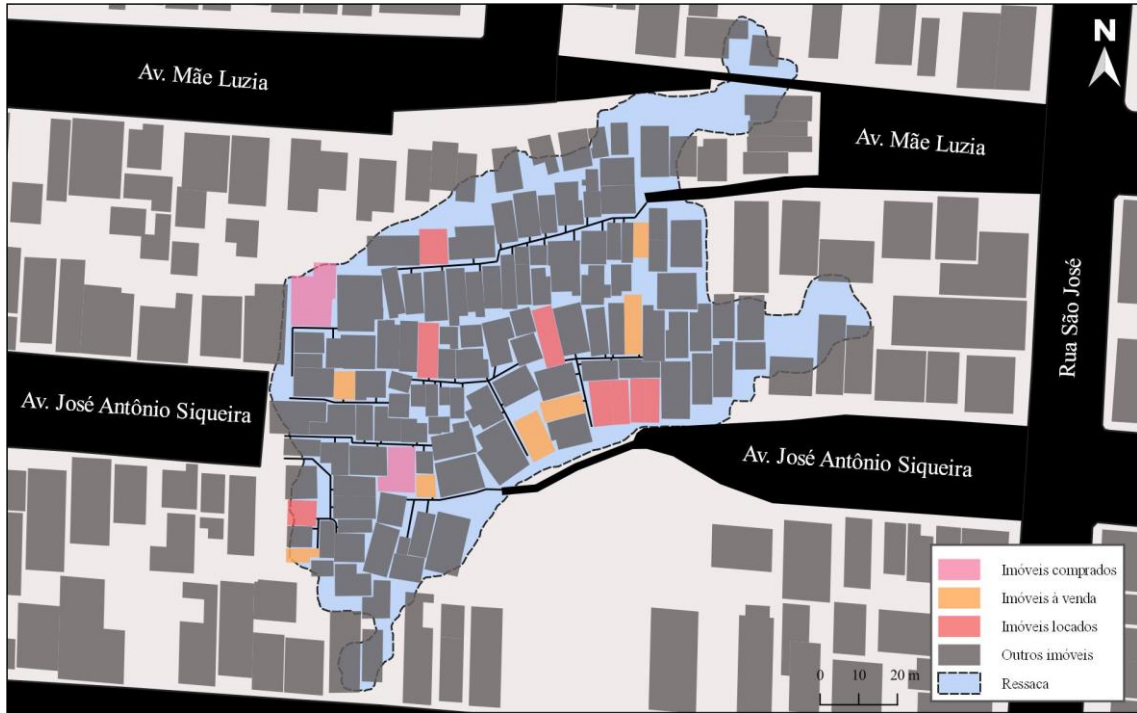 N
Av. Mãe Luzia
Av. Mãe Luzia
Rua São José
Av. José Antônio Siqueira
Av. José Antônio Siqueira
Imóveis comprados
Imóveis à venda
Imóveis locados
Outros imóveis
Ressaca
0 10 20 m